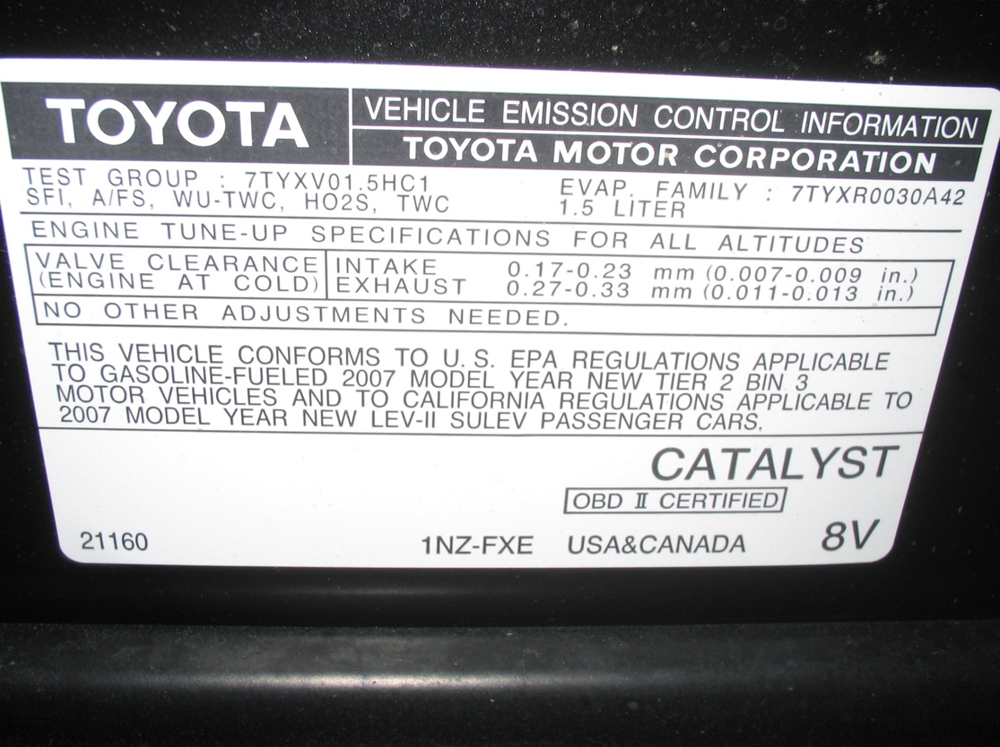 TOYOTA
VEHICLE EMISSION CONTROL INFORMATION
TOYOTA MOTOR CORPORATION
TEST GROUP : 7TYXV01.5HC1
EVAP. FAMILY : 7TYXR0030A42
SFI, A/FS, WU-TWC, HO2S, TWC
1.5 LITER
ENGINE TUNE-UP SPECIFICATIONS FOR ALL ALTITUDES
VALVE CLEARANCE
(ENGINE AT COLD)
INTAKE 0.17-0.23 mm (0.007-0.009 in.)
EXHAUST 0.27-0.33 mm (0.011-0.013 in.)
NO OTHER ADJUSTMENTS NEEDED.
THIS VEHICLE CONFORMS TO U.S. EPA REGULATIONS APPLICABLE
TO GASOLINE-FUELED 2007 MODEL YEAR NEW TIER 2 BIN 3
MOTOR VEHICLES AND TO CALIFORNIA REGULATIONS APPLICABLE TO
2007 MODEL YEAR NEW LEV-II SULEV PASSENGER CARS.
CATALYST
OBD II CERTIFIED
21160 1NZ-FXE USA&CANADA 8V